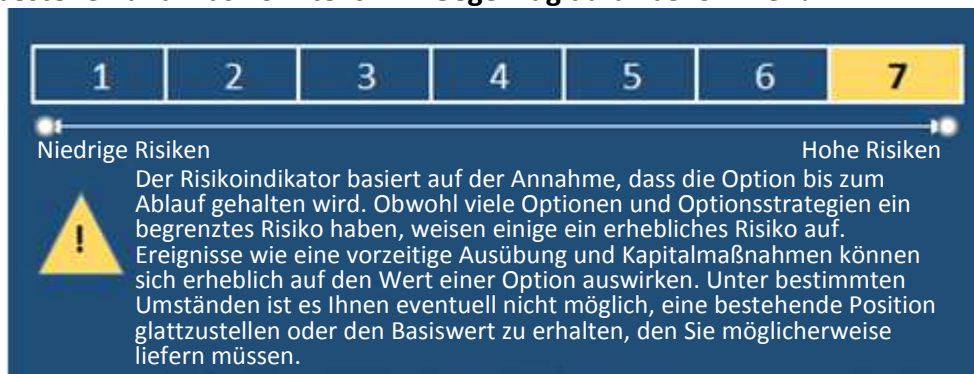 1 2 3 4 5 6 7
Niedrige Risiken Hohe Risiken
Der Risikoindikator basiert auf der Annahme, dass die Option bis zum
Ablauf gehalten wird. Obwohl viele Optionen und Optionsstrategien ein
begrenztes Risiko haben, weisen einige ein erhebliches Risiko auf.
Ereignisse wie eine vorzeitige Ausübung und Kapitalmaßnahmen können
sich erheblich auf den Wert einer Option auswirken. Unter bestimmten
Umständen ist es Ihnen eventuell nicht möglich, eine bestehende Position
glattzustellen oder den Basiswert zu erhalten, den Sie möglicherweise
liefern müssen.